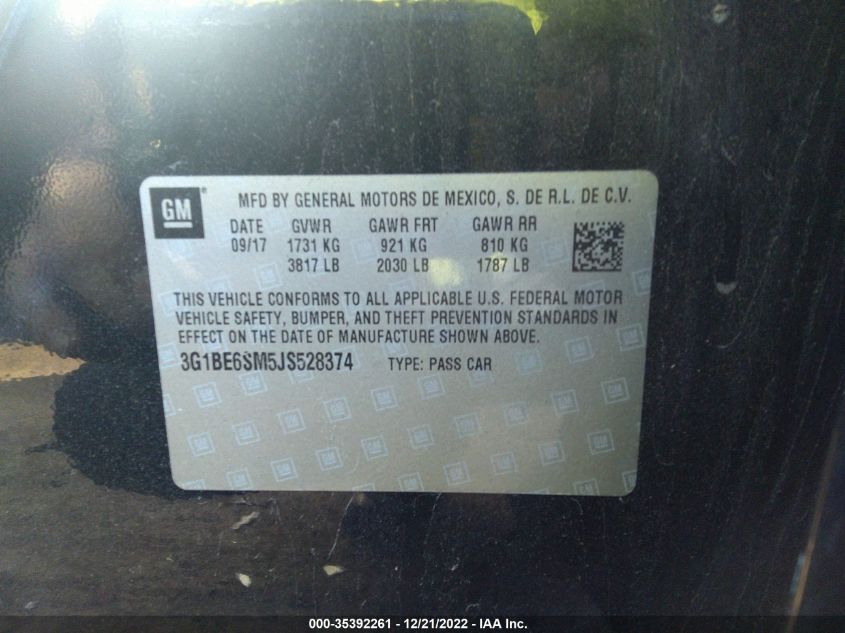 GM ® MFD BY GENERAL MOTORS DE MEXICO, S. DE R.L. DE C.V.
DATE GVWR GAWR FRT GAWR RR
09/17 1731 KG 921 KG 810 KG
3817 LB 2030 LB 1787 LB
THIS VEHICLE CONFORMS TO ALL APPLICABLE U.S. FEDERAL MOTOR
VEHICLE SAFETY, BUMPER, AND THEFT PREVENTION STANDARDS IN
EFFECT ON THE DATE OF MANUFACTURE SHOWN ABOVE.
3G1BE6SM5JS528374 TYPE: PASS CAR
000-35392261 - 12/21/2022 - IAA Inc.